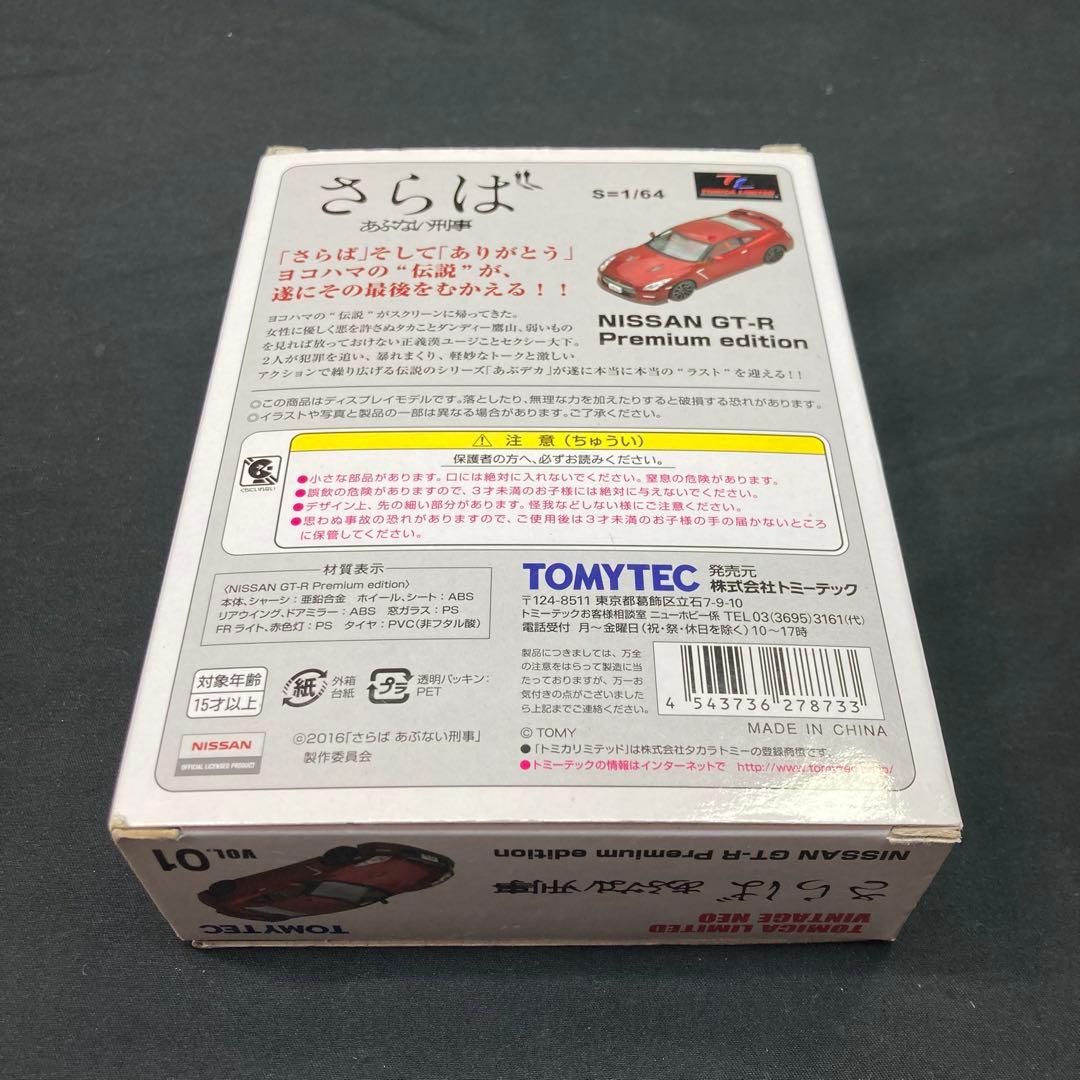 さらば
あぶない刑事
S=1/64
TL
TOMICA LIMITED
「さらば」そして「ありがとう」
ヨコハマの“伝説”が、
遂にその最後をむかえる！！
NISSAN GT-R
Premium edition
ヨコハマの“伝説”がスクリーンに帰ってきた。
女性に優しく悪を許さぬタカことダンディー鷹山、弱いもの
を見れば放っておけない正義漢ユージことセクシー大下。
2人が犯罪を追い、暴れまくり、軽妙なトークと激しい
アクションで繰り広げる伝説のシリーズ「あぶデカ」が遂に本当に本当の“ラスト”を迎える！！
◎この商品はディスプレイモデルです。落としたり、無理な力を加えたりすると破損する恐れがあります。
◎イラストや写真と製品の一部は異なる場合があります。ご了承ください。
⚠ 注意（ちゅうい）
保護者の方へ、必ずお読みください。
くちにいれない
●小さな部品があります。口には絶対に入れないでください。窒息の危険があります。
●誤飲の危険がありますので、3才未満のお子様には絶対に与えないでください。
●デザイン上、先の細い部分があります。怪我などしない様にご注意ください。
●思わぬ事故の恐れがありますので、ご使用後は3才未満のお子様の手の届かないところ
に保管してください。
材質表示
〈NISSAN GT-R Premium edition〉
本体、シャーシ：亜鉛合金 ホイール、シート：ABS
リアウイング、ドアミラー：ABS 窓ガラス：PS
FRライト、赤色灯：PS タイヤ：PVC(非フタル酸)
TOMYTEC 発売元 株式会社トミーテック
〒124-8511 東京都葛飾区立石7-9-10
トミーテックお客様相談室 ニューホビー係 TEL 03(3695)3161(代)
電話受付 月～金曜日(祝・祭・休日を除く) 10～17時
対象年齢
15才以上
紙
外箱
台紙
プラ
透明パッキン：
PET
製品につきましては、万全
の注意をはらって製造に当
たっておりますが、万一お
気付きの点がございました
ら上記までご連絡ください。
4 543736 278733
NISSAN
OFFICIAL LICENSED PRODUCT
©2016「さらば あぶない刑事」
製作委員会
© TOMY
MADE IN CHINA
●「トミカリミテッド」は株式会社タカラトミーの登録商標です。
●トミーテックの情報はインターネットで http://www.tomytec.co.jp/
VOL.01
NISSAN GT-R Premium edition
さらば あぶない刑事
TOMYTEC
TOMICA LIMITED
VINTAGE NEO